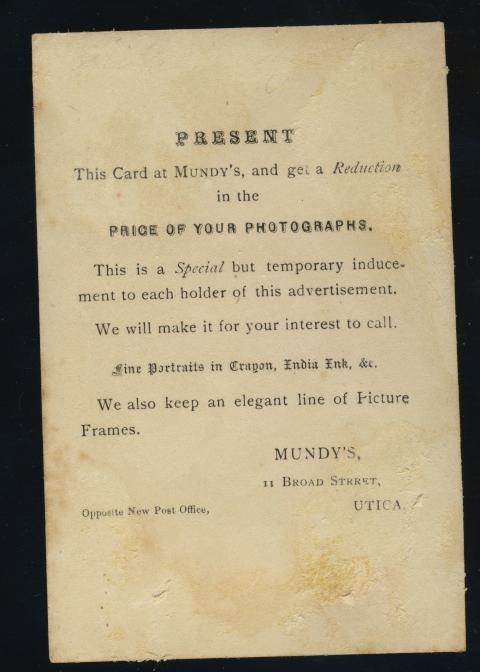 PRESENT
This Card at MUNDY'S, and get a Reduction
in the
PRICE OF YOUR PHOTOGRAPHS.
This is a Special but temporary induce-
ment to each holder of this advertisement.
We will make it for your interest to call.
Fine Portraits in Crayon, India Ink, &c.
We also keep an elegant line of Picture
Frames.
MUNDY'S,
11 BROAD STRRET,
Opposite New Post Office,
UTICA.